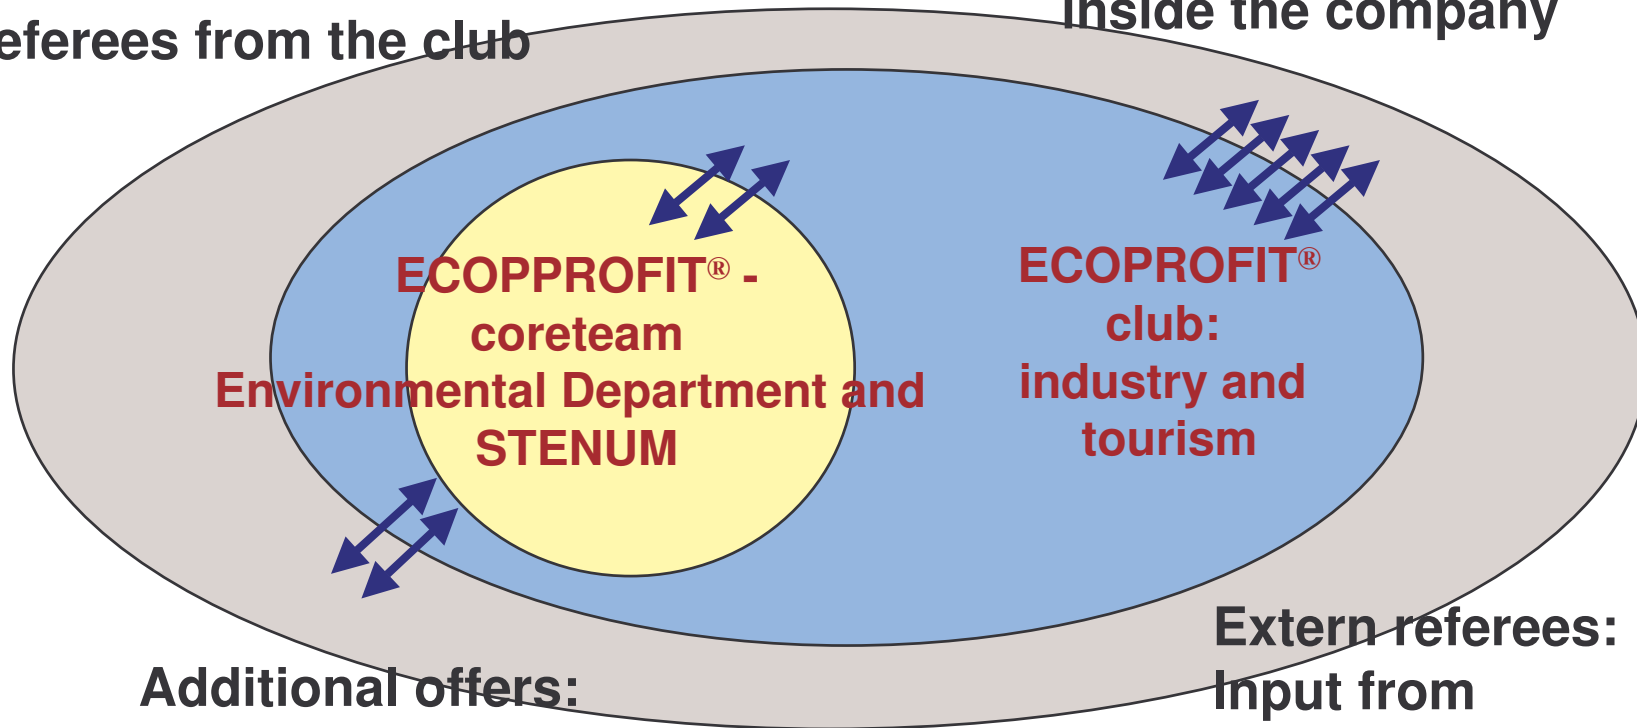 inside the company
from the club
ECOPPROFIT® -
coreteam
Environmental Department and
STENUM
ECOPROFIT®
club:
industry and
tourism
Extern referees:
Input from
Additional offers: